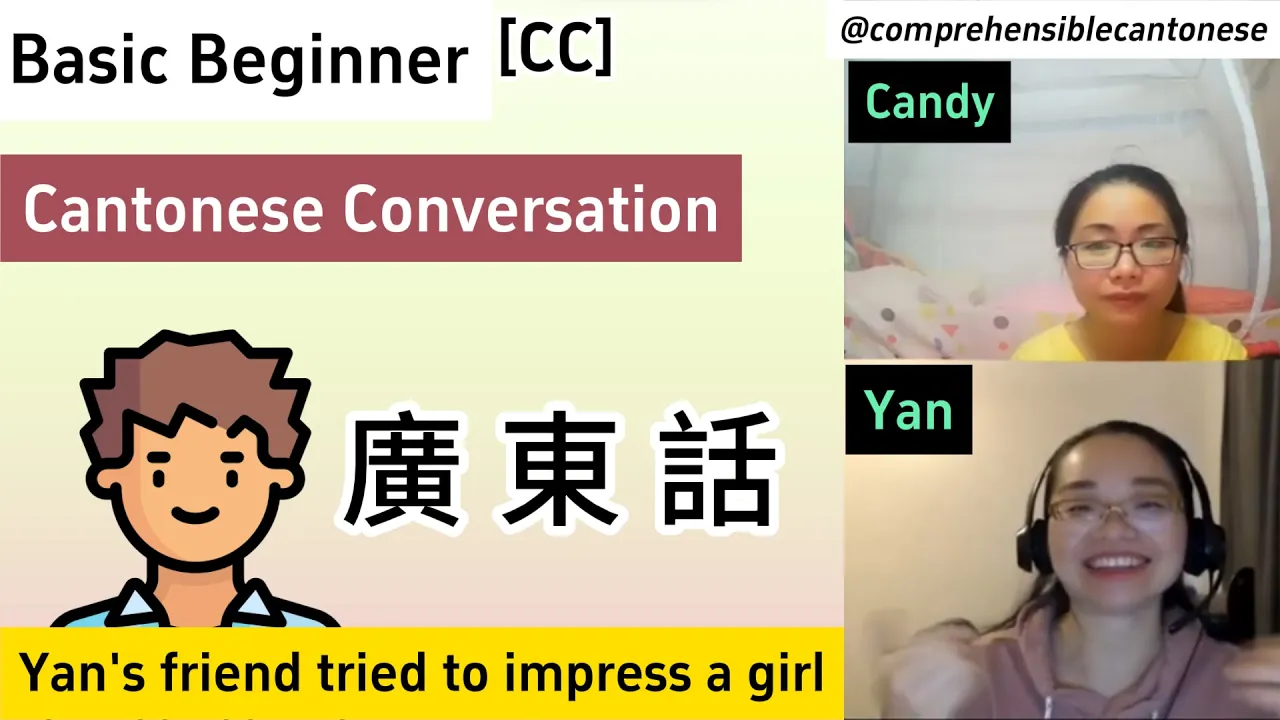 Basic Beginner [CC]
Cantonese Conversation
廣東話
Yan's friend tried to impress a girl
@comprehensiblecantonese
Candy
Yan